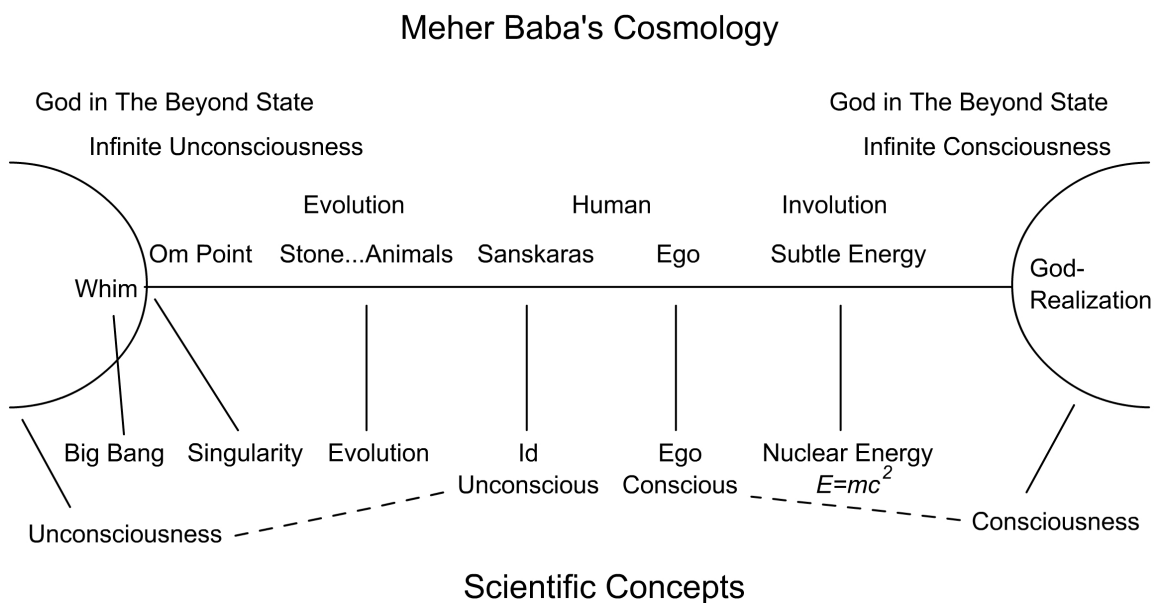 Meher Baba's Cosmology
God in The Beyond State
God in The Beyond State
Infinite Unconsciousness
Infinite Consciousness
Evolution
Human
Involution
Om Point
Stone...Animals
Sanskaras
Ego
Subtle Energy
Whim
God-
Realization
Big Bang
Singularity
Evolution
Id
Ego
Nuclear Energy
Unconscious
Conscious
E=mc²
Unconsciousness
Consciousness
Scientific Concepts